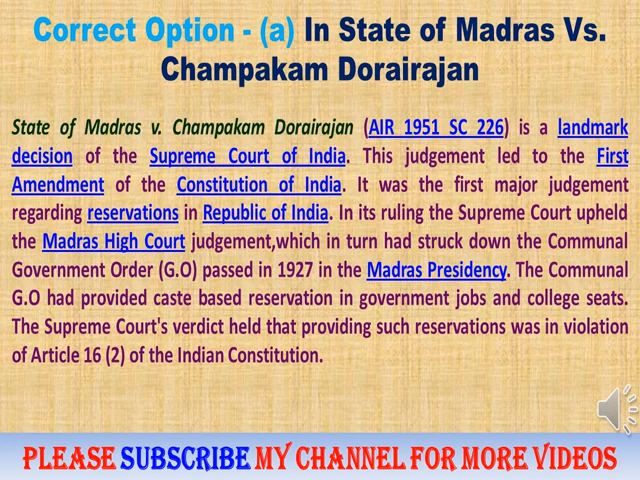 Correct Option - (a) In State of Madras Vs.
Champakam Dorairajan
State of Madras v. Champakam Dorairajan (AIR 1951 SC 226) is a landmark
decision of the Supreme Court of India. This judgement led to the First
Amendment of the Constitution of India. It was the first major judgement
regarding reservations in Republic of India. In its ruling the Supreme Court upheld
the Madras High Court judgement,which in turn had struck down the Communal
Government Order (G.O) passed in 1927 in the Madras Presidency. The Communal
G.O had provided caste based reservation in government jobs and college seats.
The Supreme Court's verdict held that providing such reservations was in violation
of Article 16 (2) of the Indian Constitution.
PLEASE SUBSCRIBE MY CHANNEL FOR MORE VIDEOS